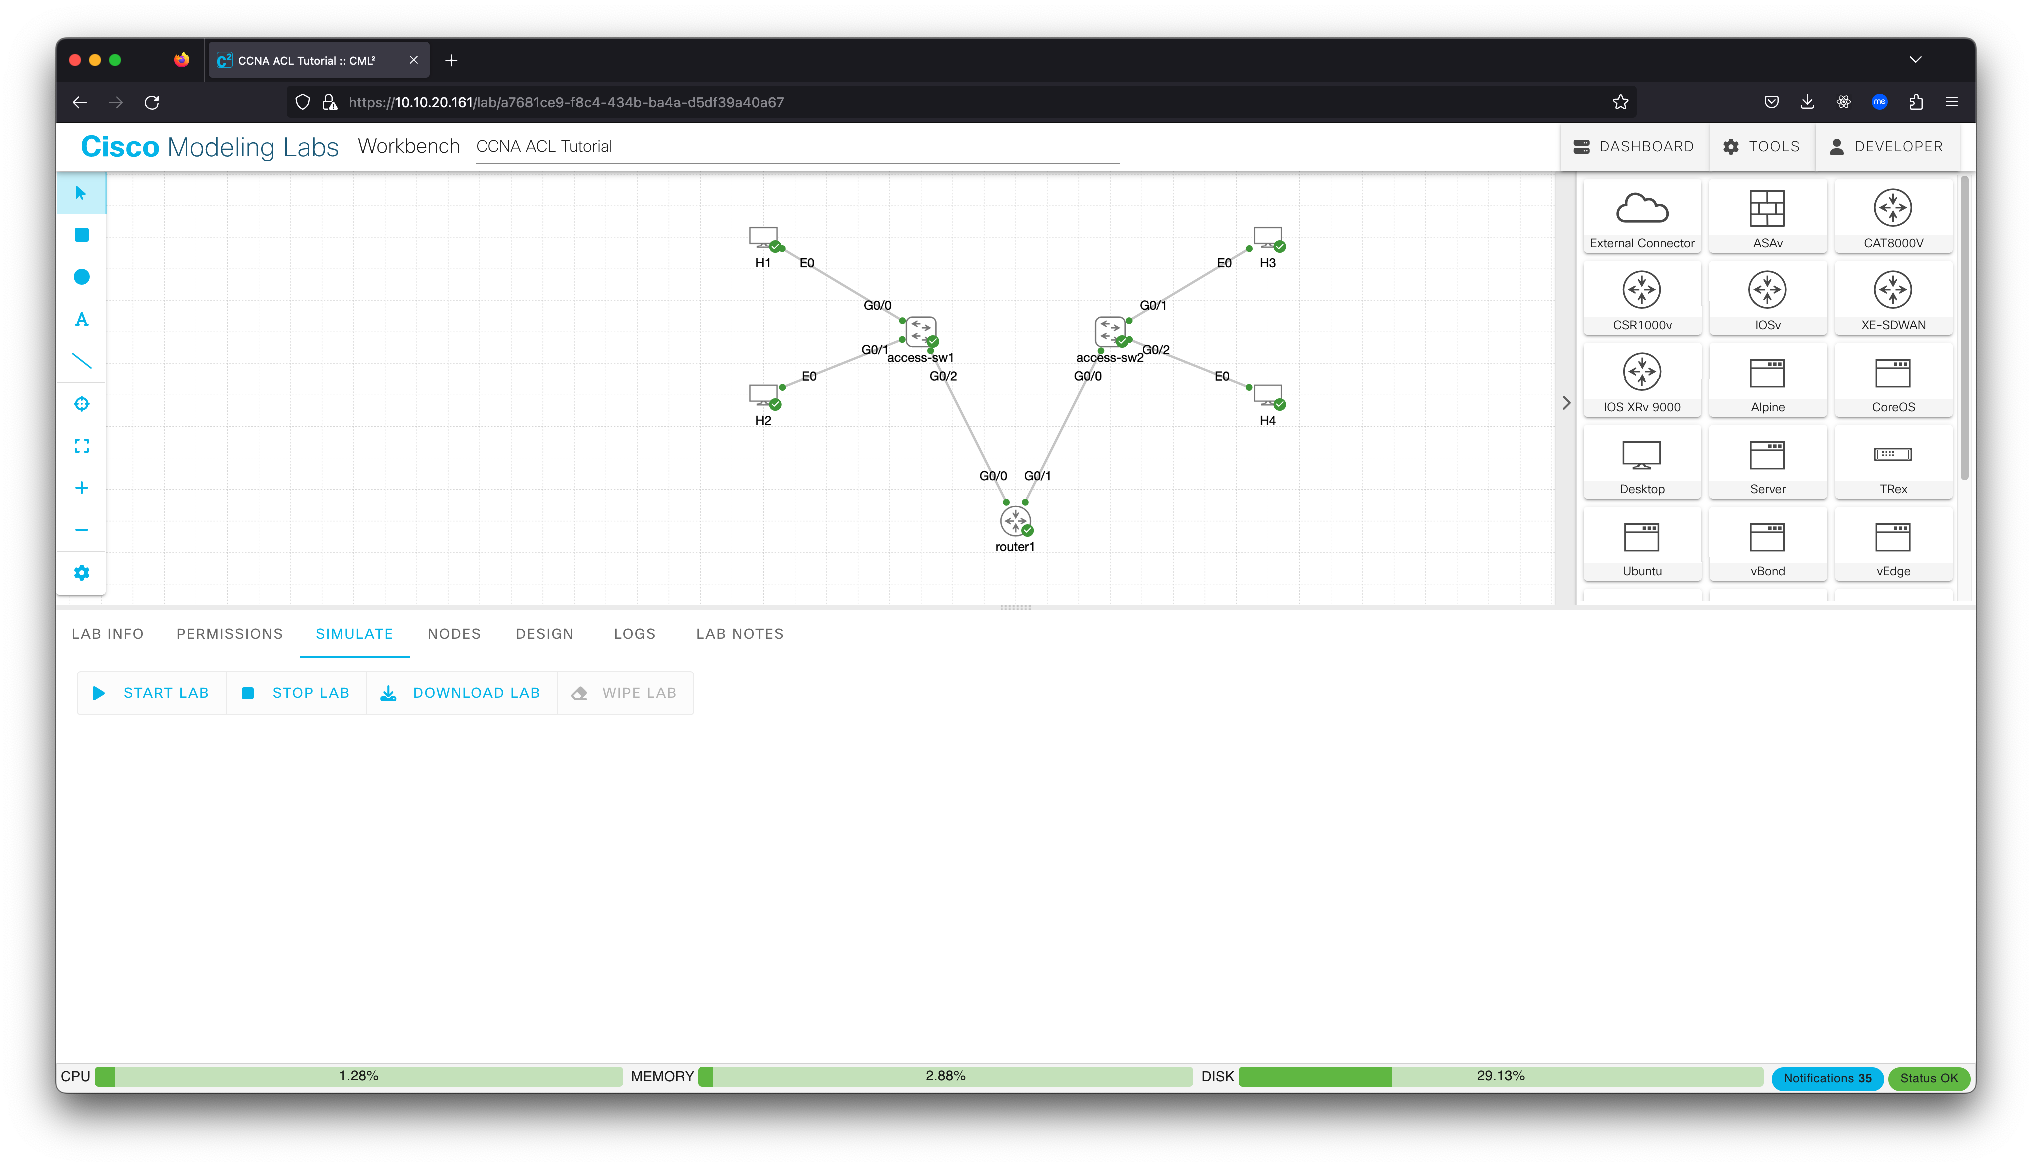 CCNA ACL Tutorial :: CML²
https://10.10.20.161/lab/a7681ce9-f8c4-434b-ba4a-d5df39a40a67
me
Cisco Modeling Labs Workbench CCNA ACL Tutorial
DASHBOARD TOOLS DEVELOPER
A
H1 E0
E0 H3
G0/0
G0/1
G0/1
access-sw1
G0/2
access-sw2
G0/2
G0/0
E0
E0
H2
H4
G0/0 G0/1
router1
External Connector ASAv CAT8000V
CSR1000v IOSv XE-SDWAN
IOS XRv 9000 Alpine CoreOS
Desktop Server TRex
Ubuntu vBond vEdge
LAB INFO PERMISSIONS SIMULATE NODES DESIGN LOGS LAB NOTES
START LAB STOP LAB DOWNLOAD LAB WIPE LAB
CPU 1.28% MEMORY 2.88% DISK 29.13% Notifications 35 Status OK